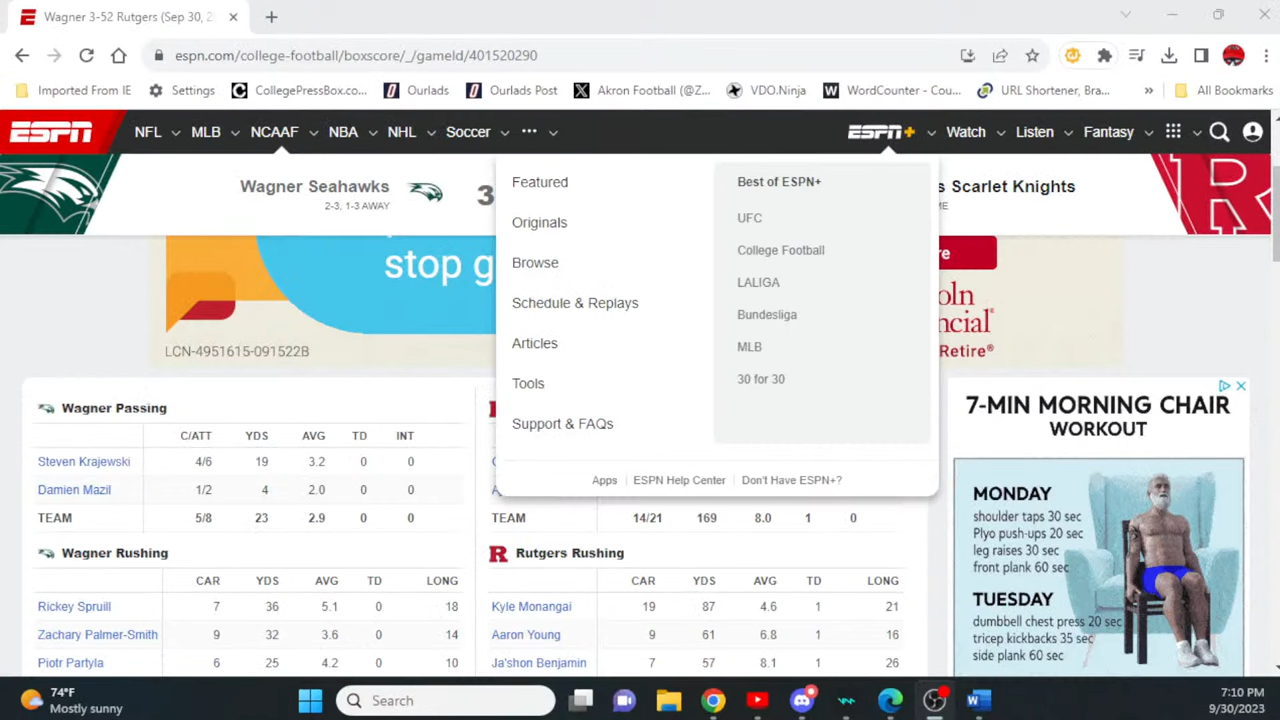 Wagner 3-52 Rutgers (Sep 30, 2
espn.com/college-football/boxscore/_/gameId/401520290
Imported From IE Settings CollegePressBox.co... Ourlads Ourlads Post Akron Football (@Z... VDO.Ninja WordCounter - Cou... URL Shortener, Bra... » All Bookmarks
ESPN NFL MLB NCAAF NBA NHL Soccer ••• ESPN+ Watch Listen Fantasy
Wagner Seahawks
2-3, 1-3 AWAY
3
s Scarlet Knights
ME
R
Featured
Originals
Browse
Schedule & Replays
Articles
Tools
Support & FAQs
Best of ESPN+
UFC
College Football
LALIGA
Bundesliga
MLB
30 for 30
Apps ESPN Help Center Don't Have ESPN+?
stop g
LCN-4951615-091522B
re
oln
ncial®
Retire®
Wagner Passing
C/ATT YDS AVG TD INT
Steven Krajewski 4/6 19 3.2 0 0
Damien Mazil 1/2 4 2.0 0 0
TEAM 5/8 23 2.9 0 0
TEAM 14/21 169 8.0 1 0
Wagner Rushing
CAR YDS AVG TD LONG
Rickey Spruill 7 36 5.1 0 18
Zachary Palmer-Smith 9 32 3.6 0 14
Piotr Partyla 6 25 4.2 0 10
R Rutgers Rushing
CAR YDS AVG TD LONG
Kyle Monangai 19 87 4.6 1 21
Aaron Young 9 61 6.8 1 16
Ja'shon Benjamin 7 57 8.1 1 26
7-MIN MORNING CHAIR
WORKOUT
MONDAY
shoulder taps 30 sec
Plyo push-ups 20 sec
leg raises 30 sec
front plank 60 sec
TUESDAY
dumbbell chest press 20 sec
tricep kickbacks 35 sec
side plank 60 sec
74°F
Mostly sunny
Search
7:10 PM
9/30/2023